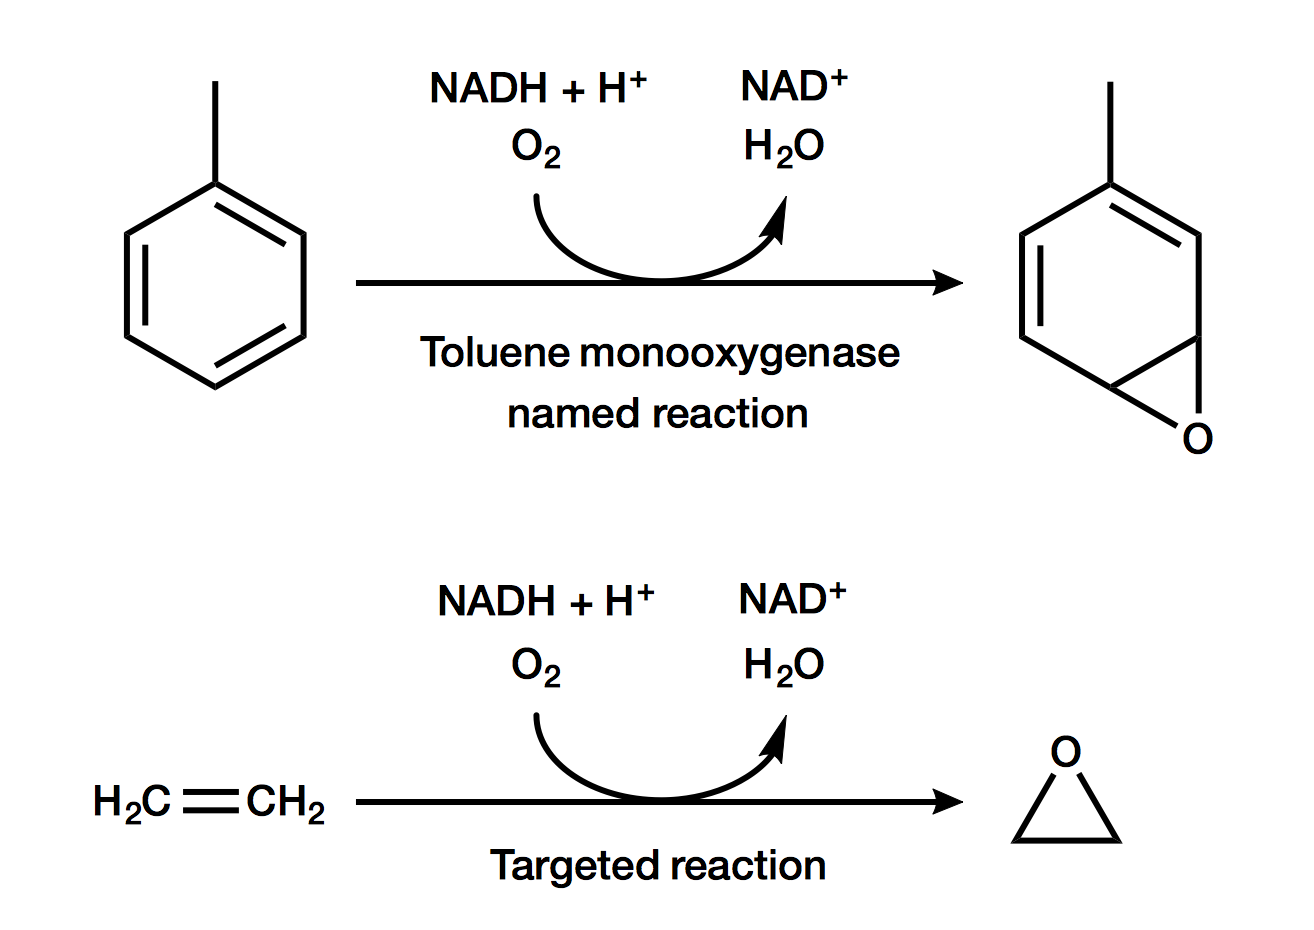 NADH + H⁺ NAD⁺
O₂ H₂O
Toluene monooxygenase
named reaction
O
NADH + H⁺ NAD⁺
O₂ H₂O
O
H₂C=CH₂
Targeted reaction